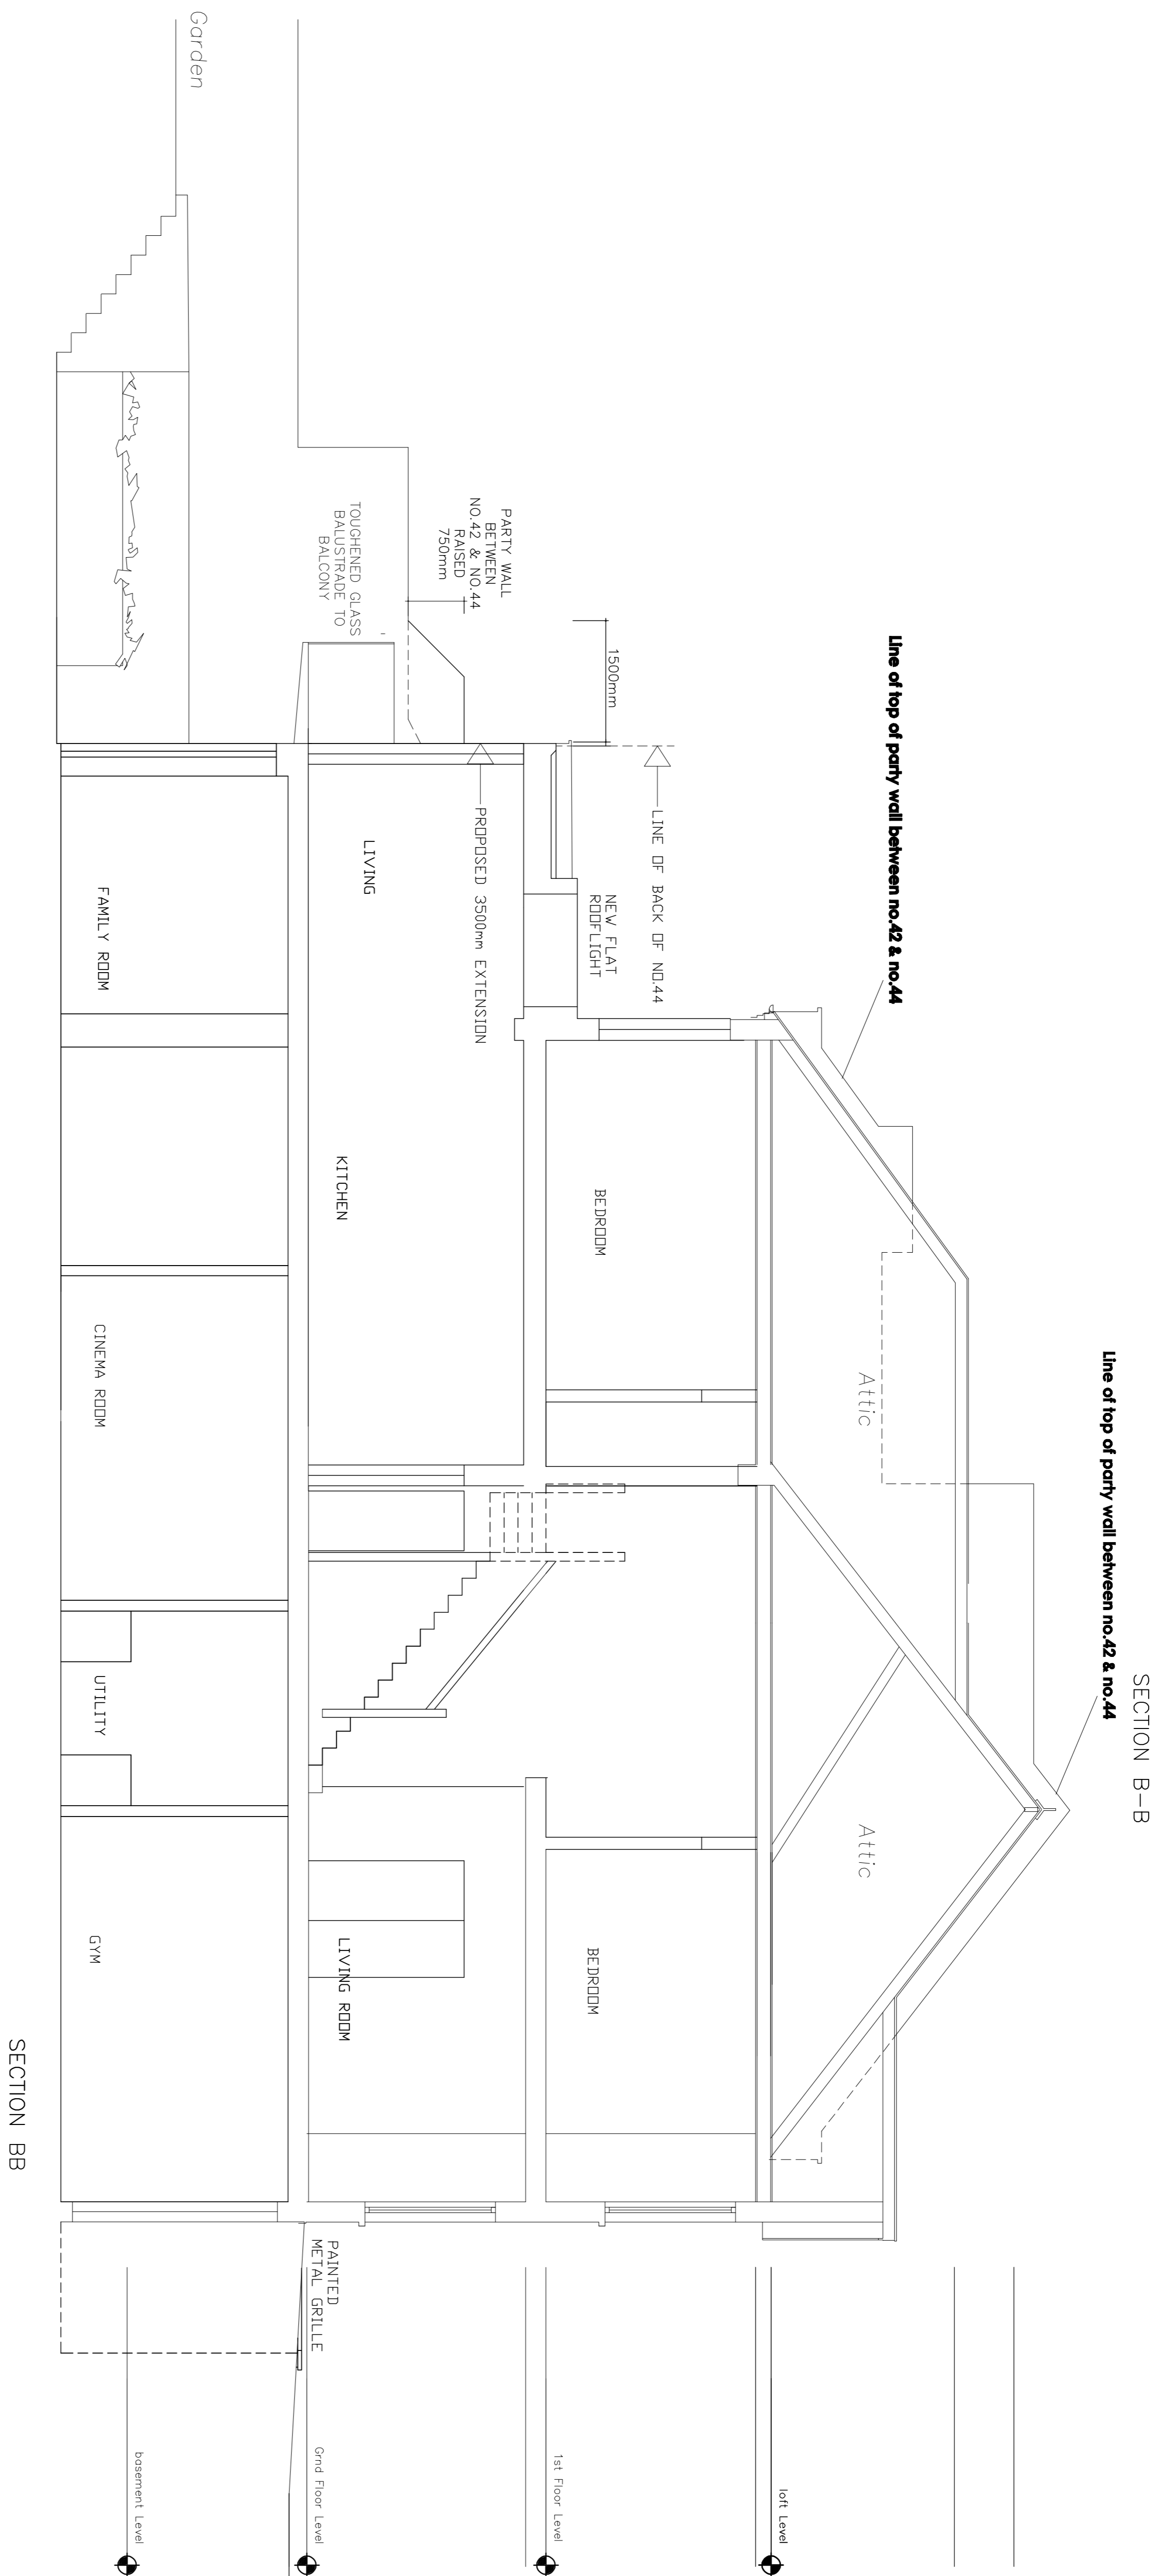 SECTION B-B
Line of top of party wall between no.42 & no.44
Line of top of party wall between no.42 & no.44
Attic
Attic
loft Level
1500mm
LINE OF BACK OF NO.44
NEW FLAT
ROOFLIGHT
BEDROOM
BEDROOM
1st Floor Level
PARTY WALL
BETWEEN
NO.42 & NO.44
RAISED
750mm
PROPOSED 3500mm EXTENSION
TOUGHENED GLASS
BALUSTRADE TO
BALCONY
LIVING
KITCHEN
LIVING ROOM
PAINTED
METAL GRILLE
Grnd Floor Level
Garden
FAMILY ROOM
CINEMA ROOM
UTILITY
GYM
basement Level
SECTION BB